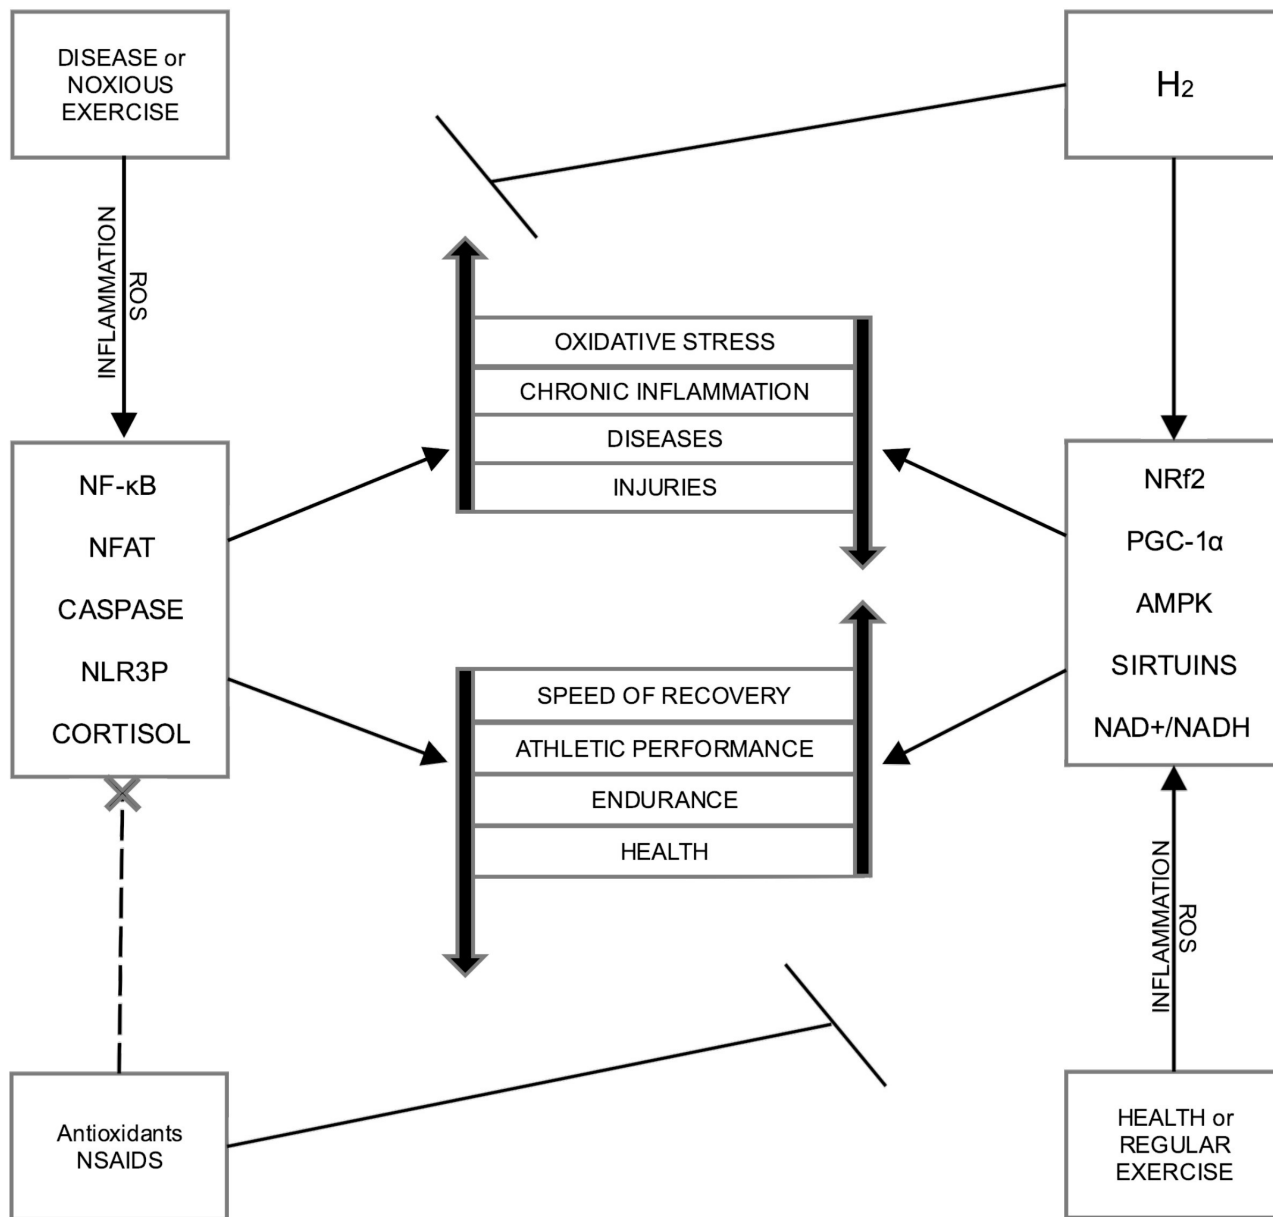 DISEASE or
NOXIOUS
EXERCISE
H₂
INFLAMMATION
ROS
OXIDATIVE STRESS
CHRONIC INFLAMMATION
DISEASES
INJURIES
NF-κB
NFAT
CASPASE
NLR3P
CORTISOL
NRf2
PGC-1α
AMPK
SIRTUINS
NAD+/NADH
SPEED OF RECOVERY
ATHLETIC PERFORMANCE
ENDURANCE
HEALTH
INFLAMMATION
ROS
Antioxidants
NSAIDS
HEALTH or
REGULAR
EXERCISE